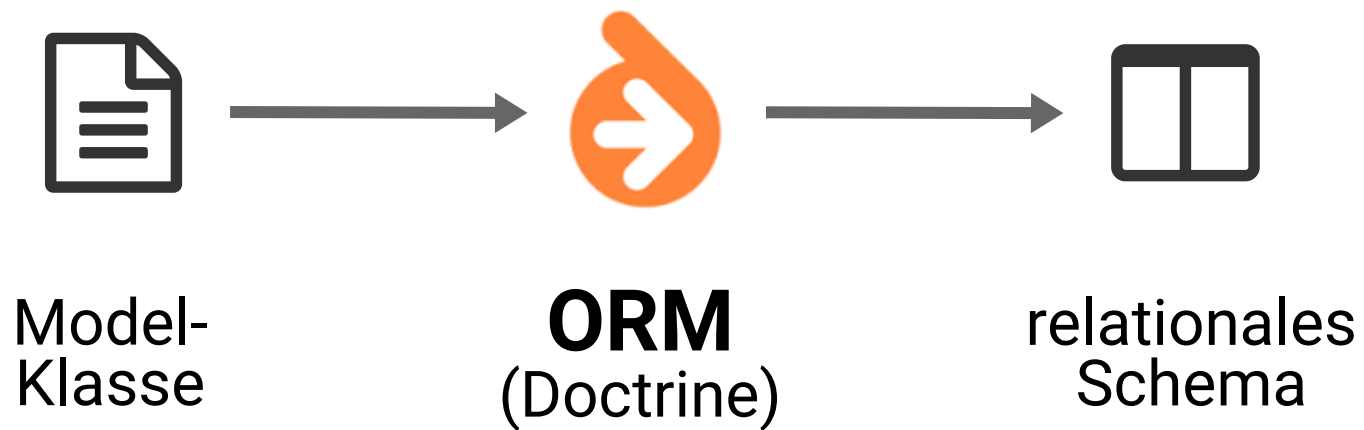 Model-
Klasse
ORM
(Doctrine)
relationales
Schema